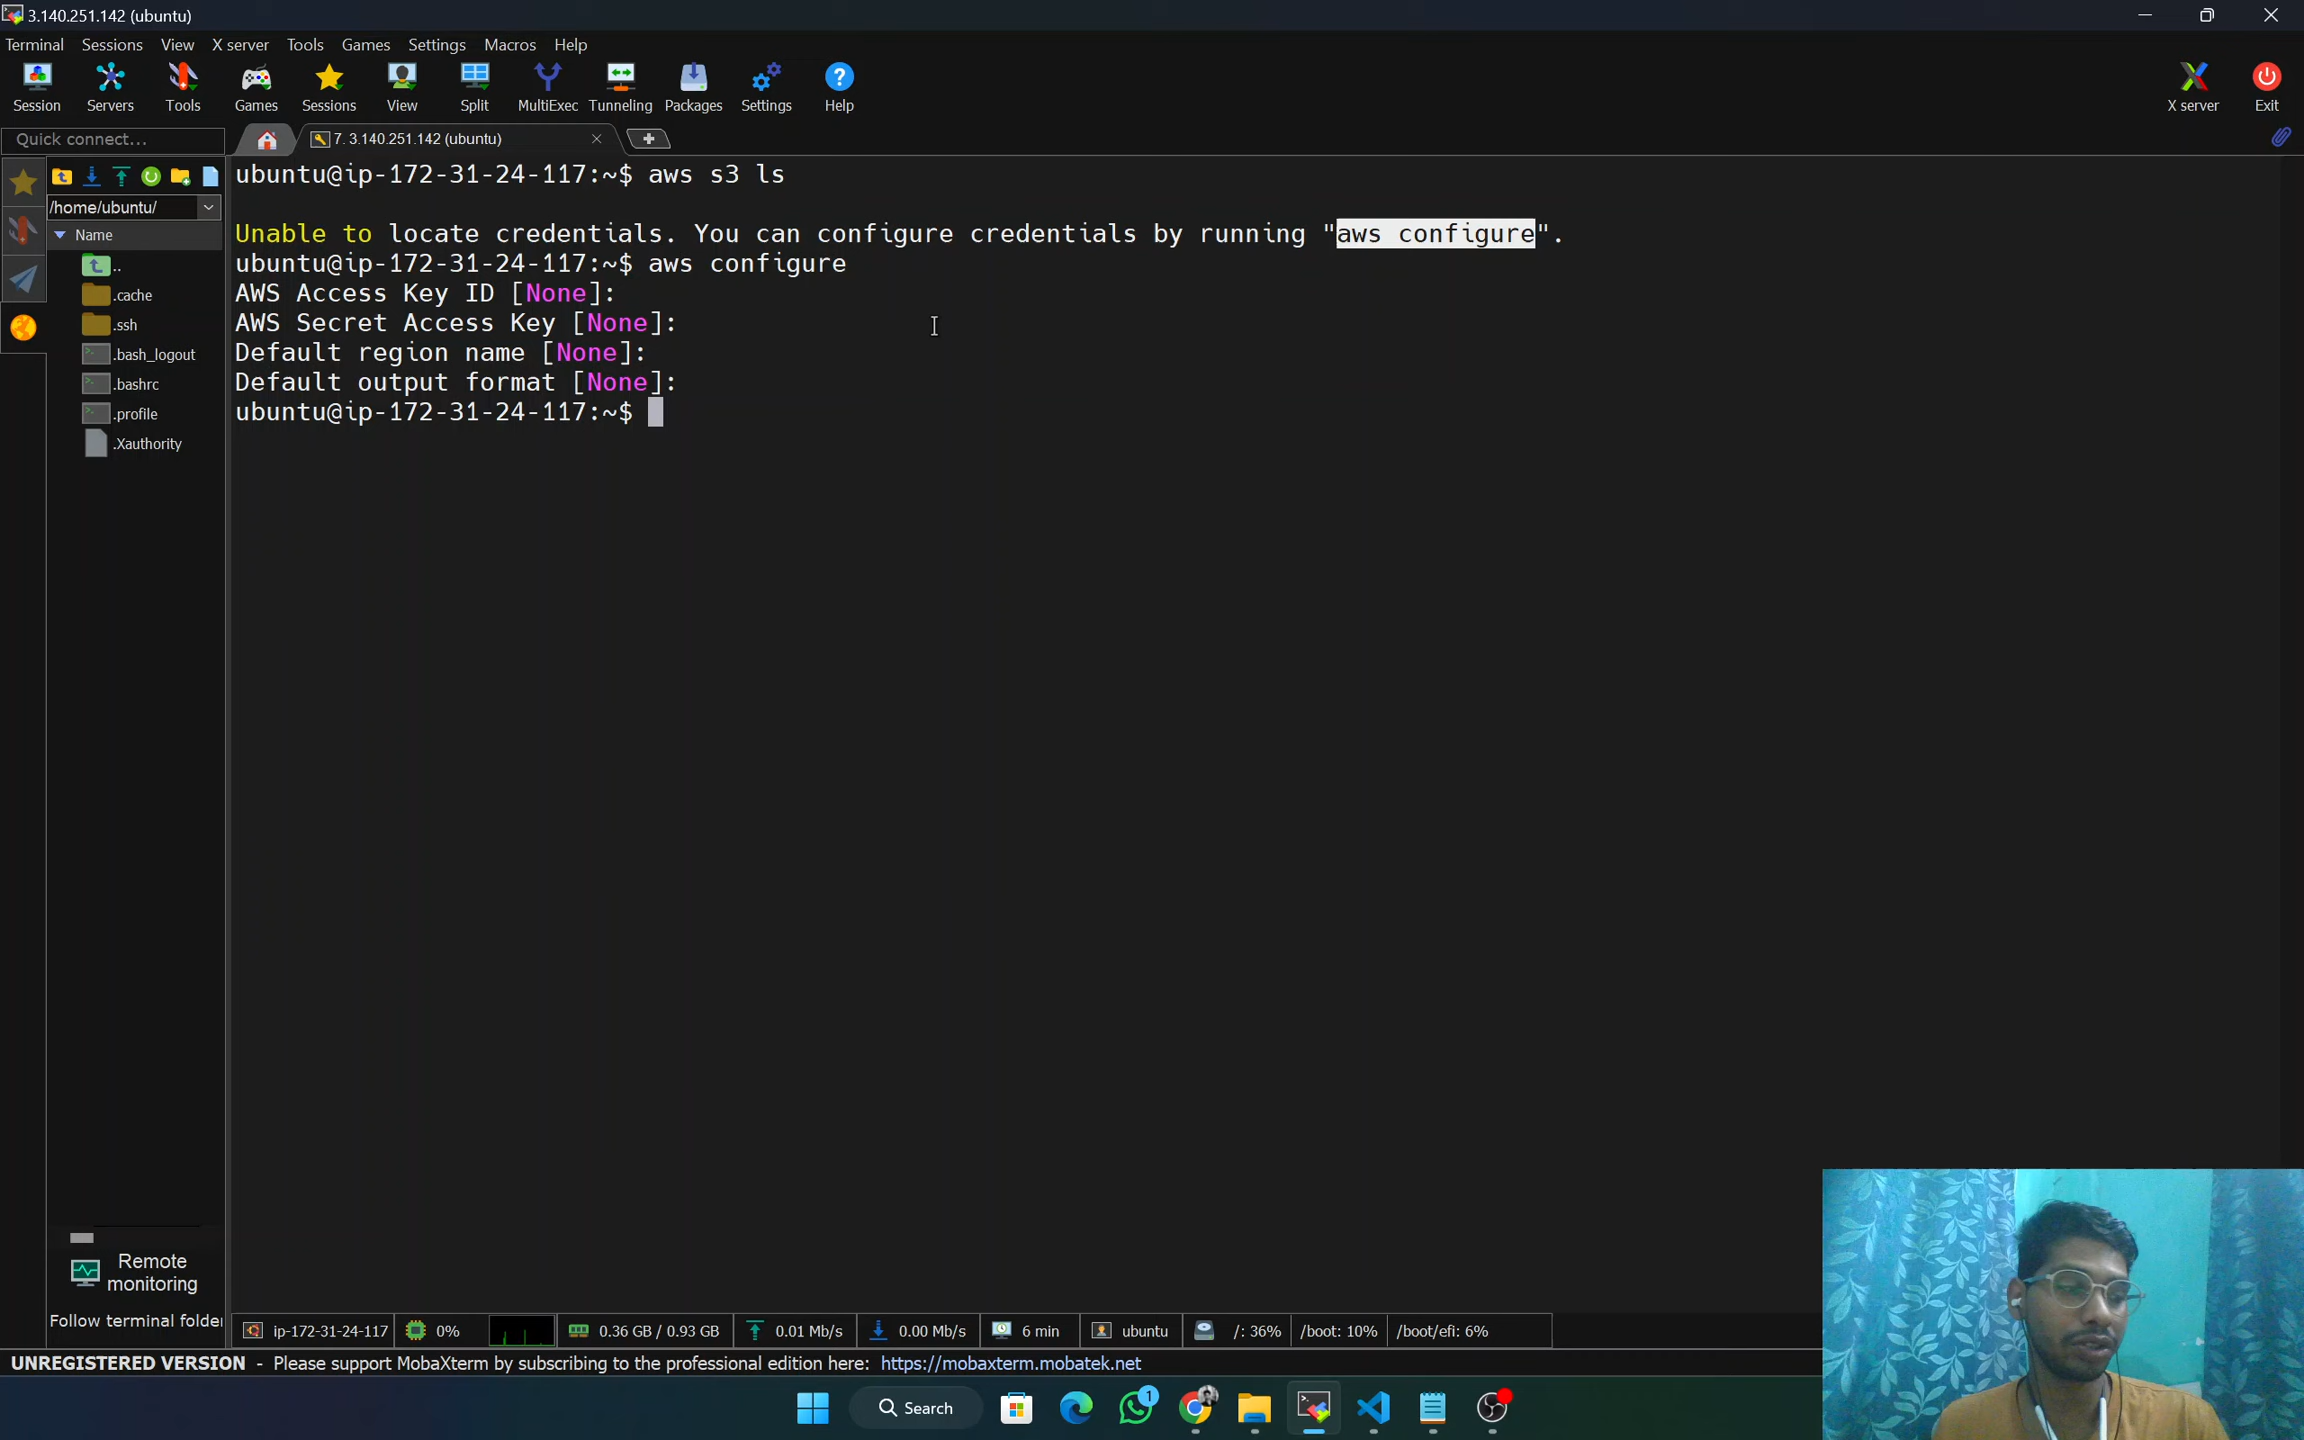 3.140.251.142 (ubuntu)
Terminal Sessions View X server Tools Games Settings Macros Help
Session Servers Tools Games Sessions View Split MultiExec Tunneling Packages Settings Help X server Exit
Quick connect...
7. 3.140.251.142 (ubuntu)
/home/ubuntu/
Name
..
.cache
.ssh
.bash_logout
.bashrc
.profile
.Xauthority
ubuntu@ip-172-31-24-117:~$ aws s3 ls
Unable to locate credentials. You can configure credentials by running "aws configure".
ubuntu@ip-172-31-24-117:~$ aws configure
AWS Access Key ID [None]:
AWS Secret Access Key [None]:
Default region name [None]:
Default output format [None]:
ubuntu@ip-172-31-24-117:~$
Remote
monitoring
Follow terminal folde
ip-172-31-24-117 0% 0.36 GB / 0.93 GB 0.01 Mb/s 0.00 Mb/s 6 min ubuntu /: 36% /boot: 10% /boot/efi: 6%
UNREGISTERED VERSION - Please support MobaXterm by subscribing to the professional edition here: https://mobaxterm.mobatek.net
Search
1